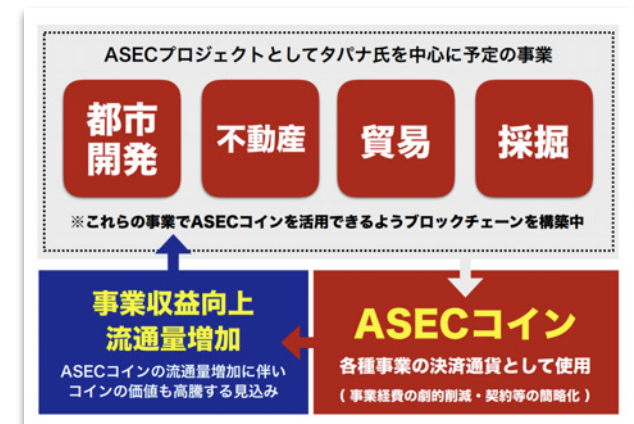 ASECプロジェクトとしてタパナ氏を中心に予定の事業
都市
開発
不動産
貿易
採掘
※これらの事業でASECコインを活用できるようブロックチェーンを構築中
事業収益向上
流通量増加
ASECコインの流通量増加に伴い
コインの価値も高騰する見込み
ASECコイン
各種事業の決済通貨として使用
(事業経費の劇的削減・契約等の簡略化)